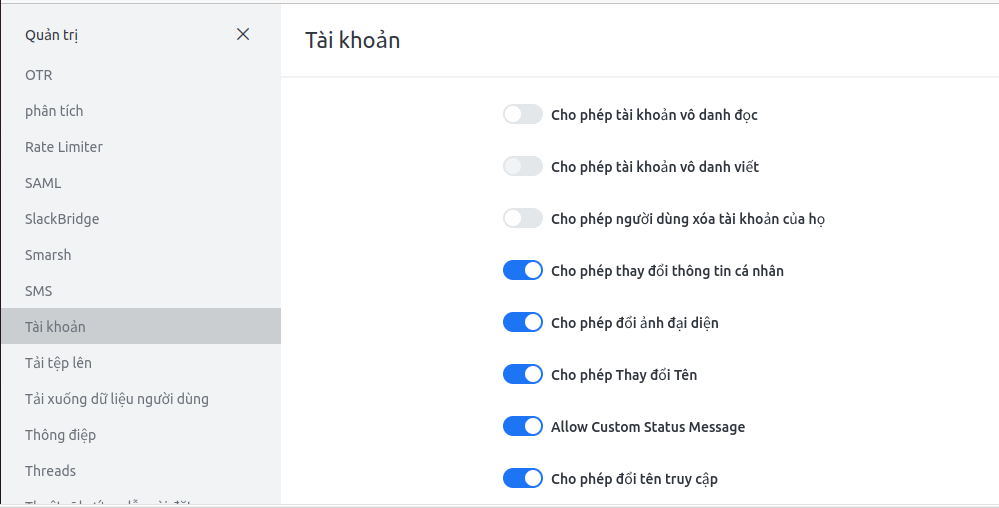 Quản trị
OTR
phân tích
Rate Limiter
SAML
SlackBridge
Smarsh
SMS
Tài khoản
Tải tệp lên
Tải xuống dữ liệu người dùng
Thông điệp
Threads
Tài khoản
Cho phép tài khoản vô danh đọc
Cho phép tài khoản vô danh viết
Cho phép người dùng xóa tài khoản của họ
Cho phép thay đổi thông tin cá nhân
Cho phép đổi ảnh đại diện
Cho phép Thay đổi Tên
Allow Custom Status Message
Cho phép đổi tên truy cập